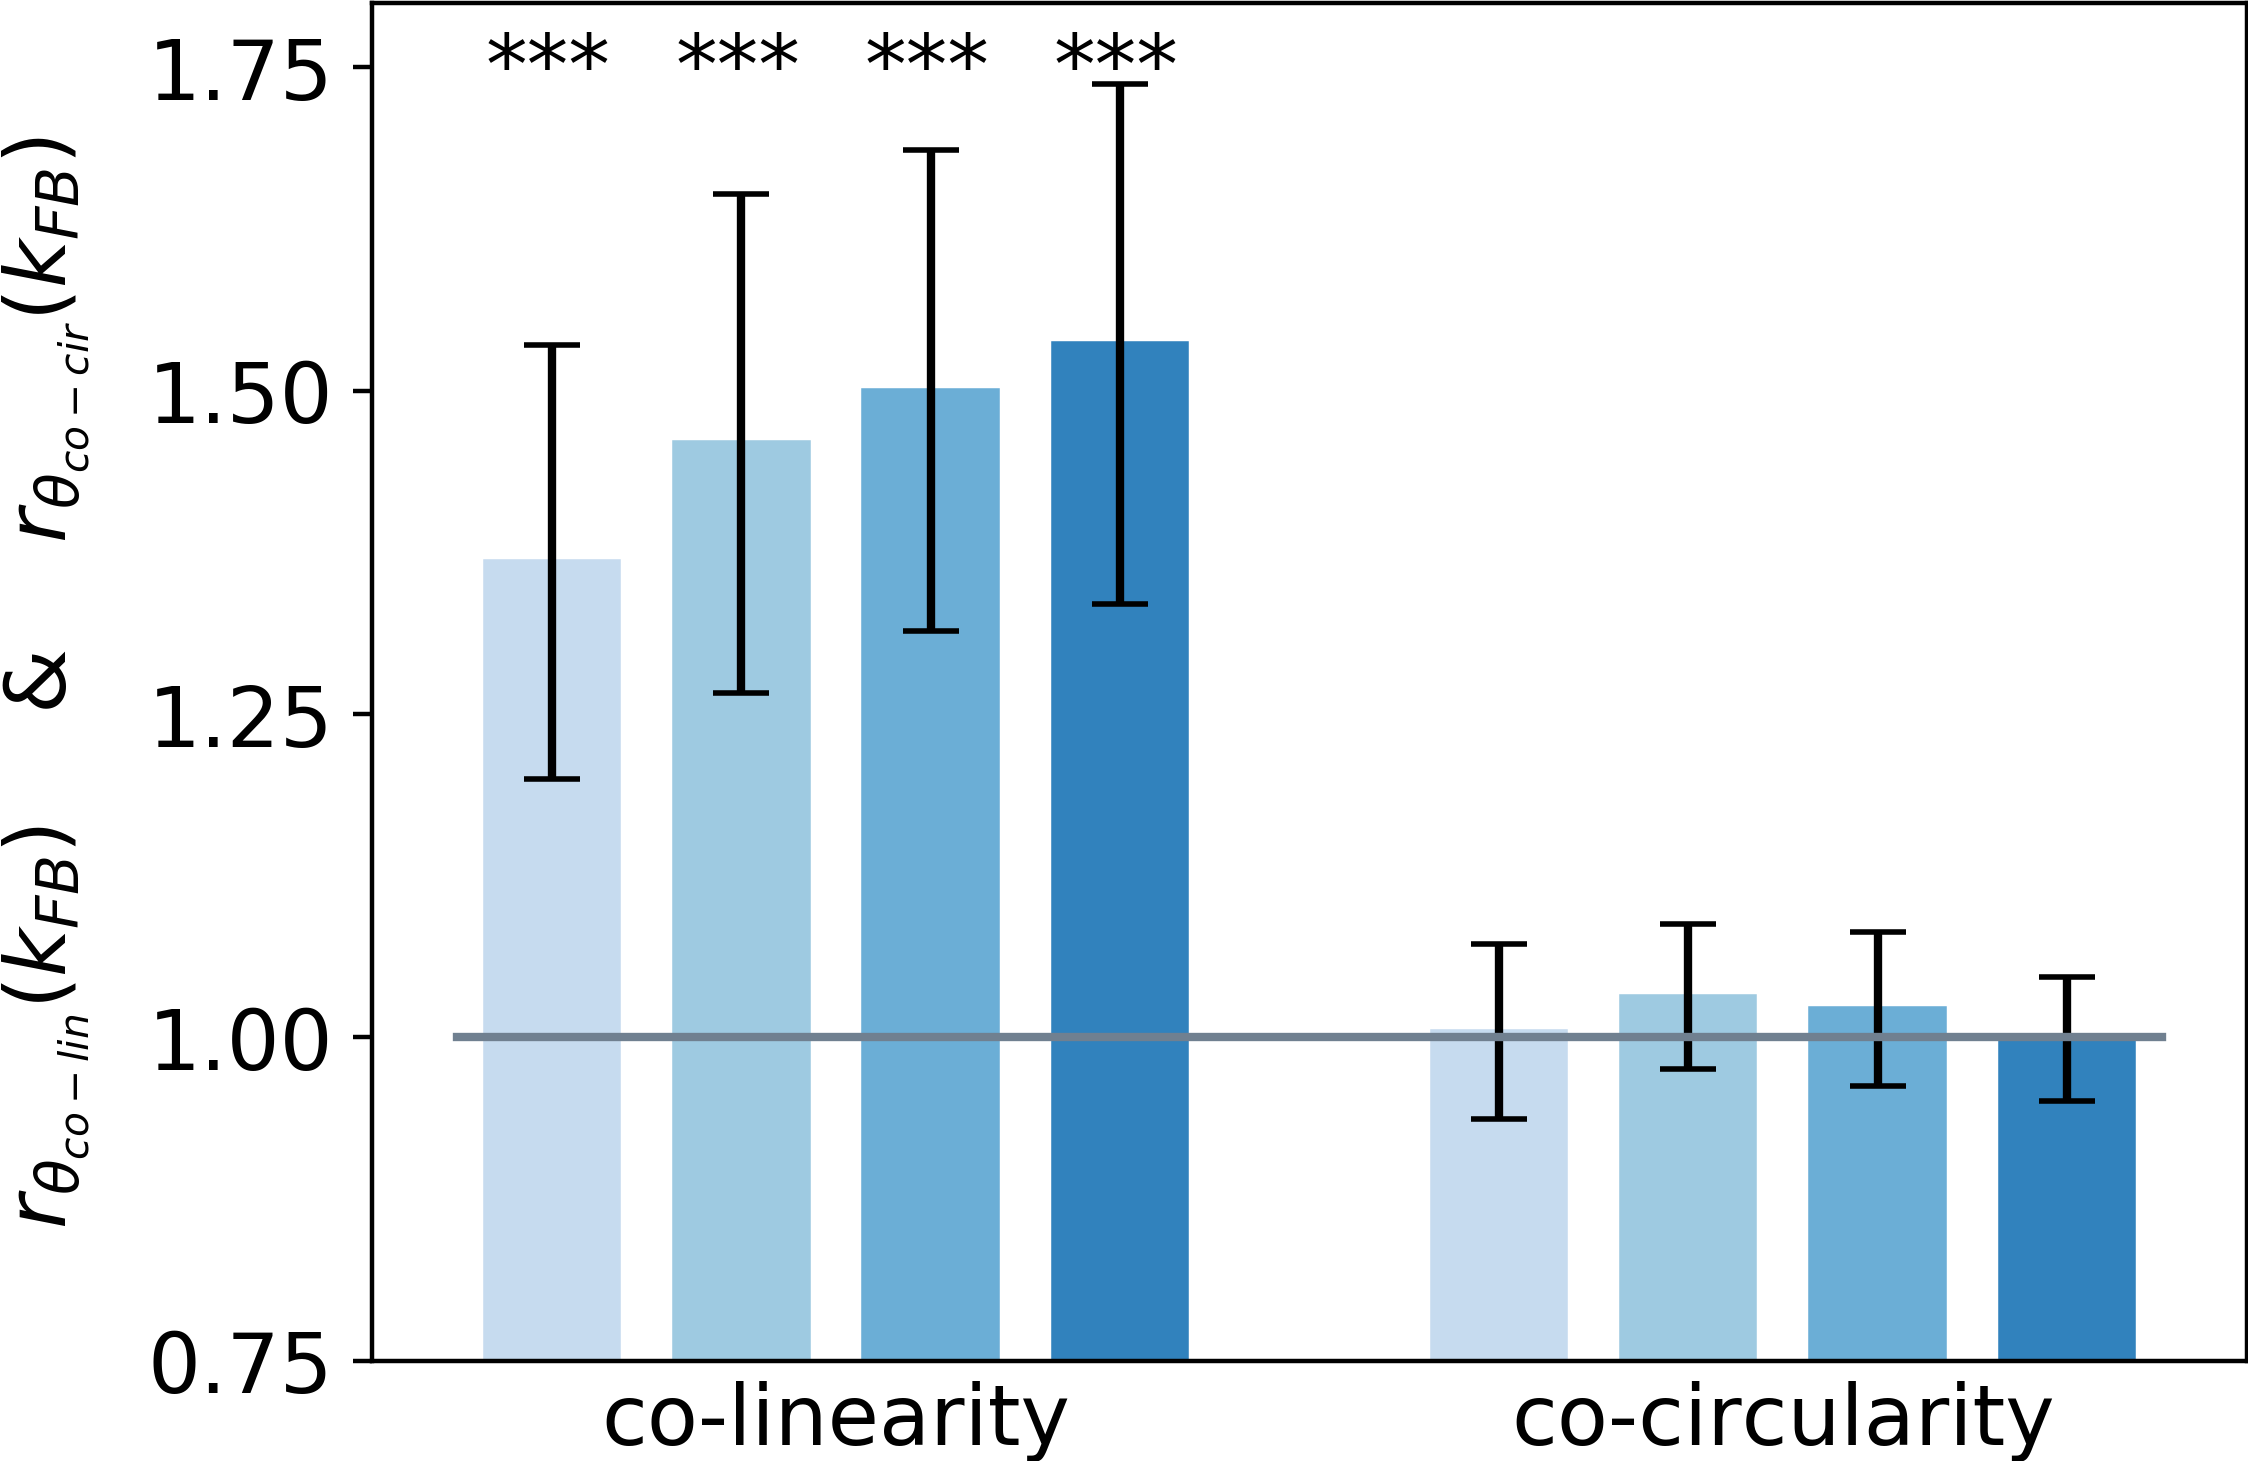 r_{θ_{co−lin}}(k_{FB}) & r_{θ_{co−cir}}(k_{FB})
1.75
1.50
1.25
1.00
0.75
*** *** *** ***
co-linearity co-circularity